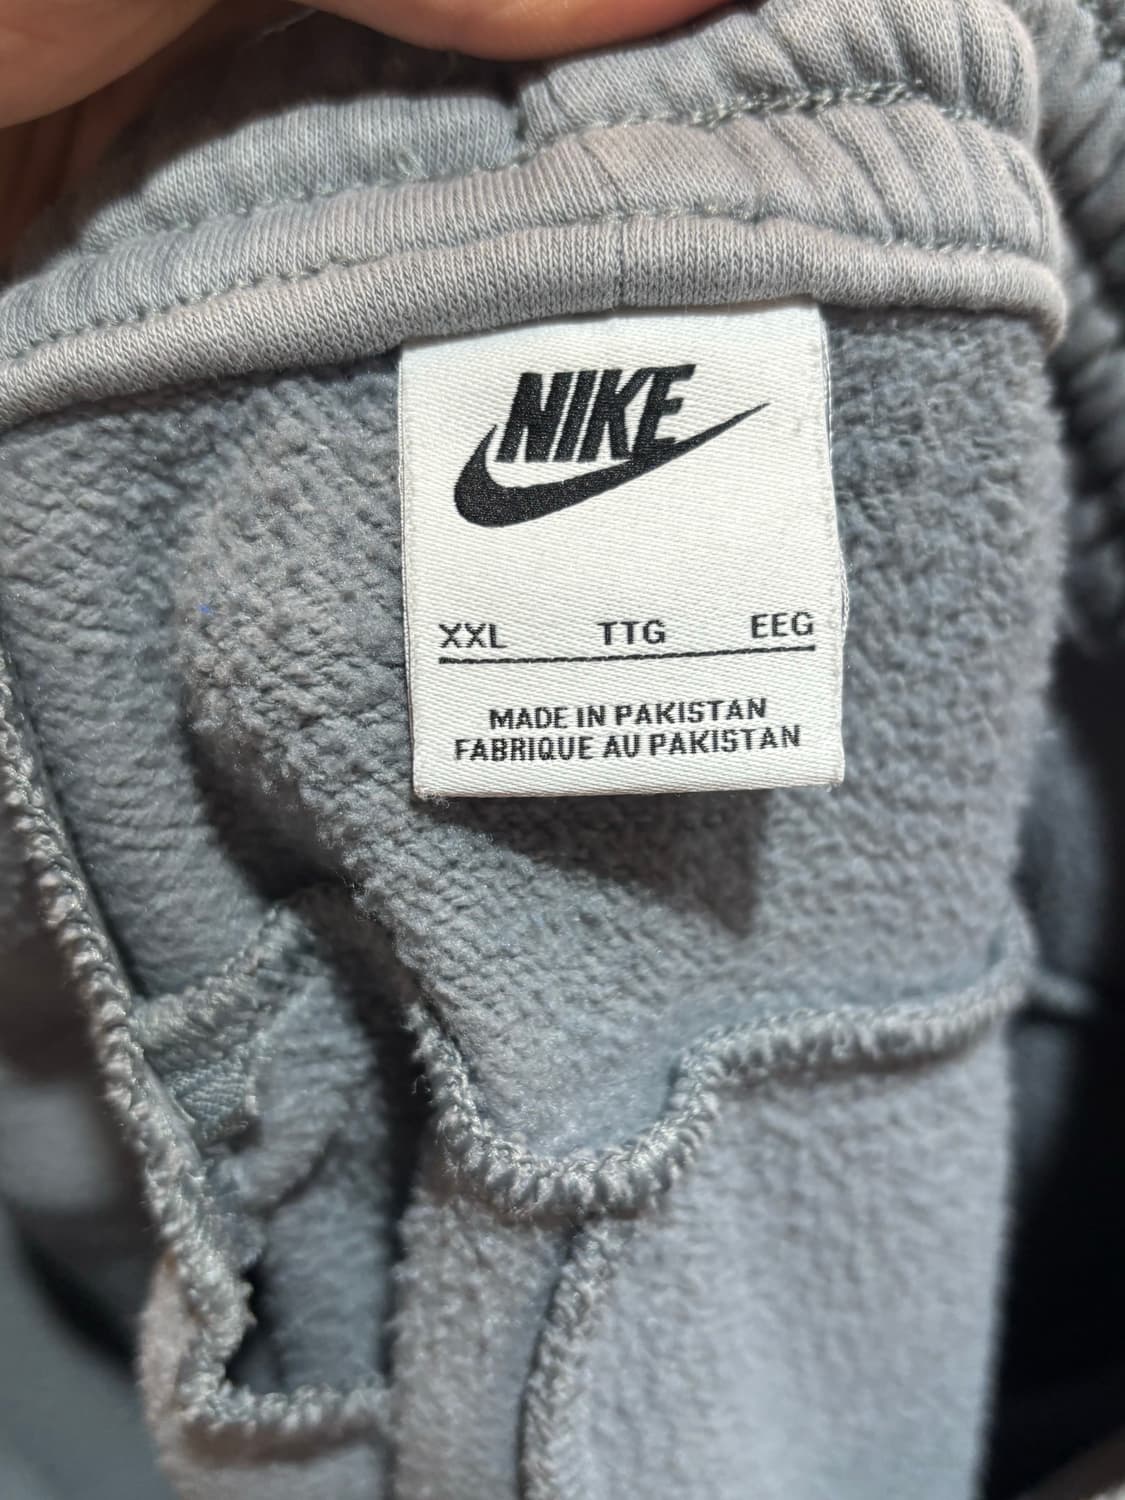 NIKE
XXL TTG EEG
MADE IN PAKISTAN
FABRIQUE AU PAKISTAN